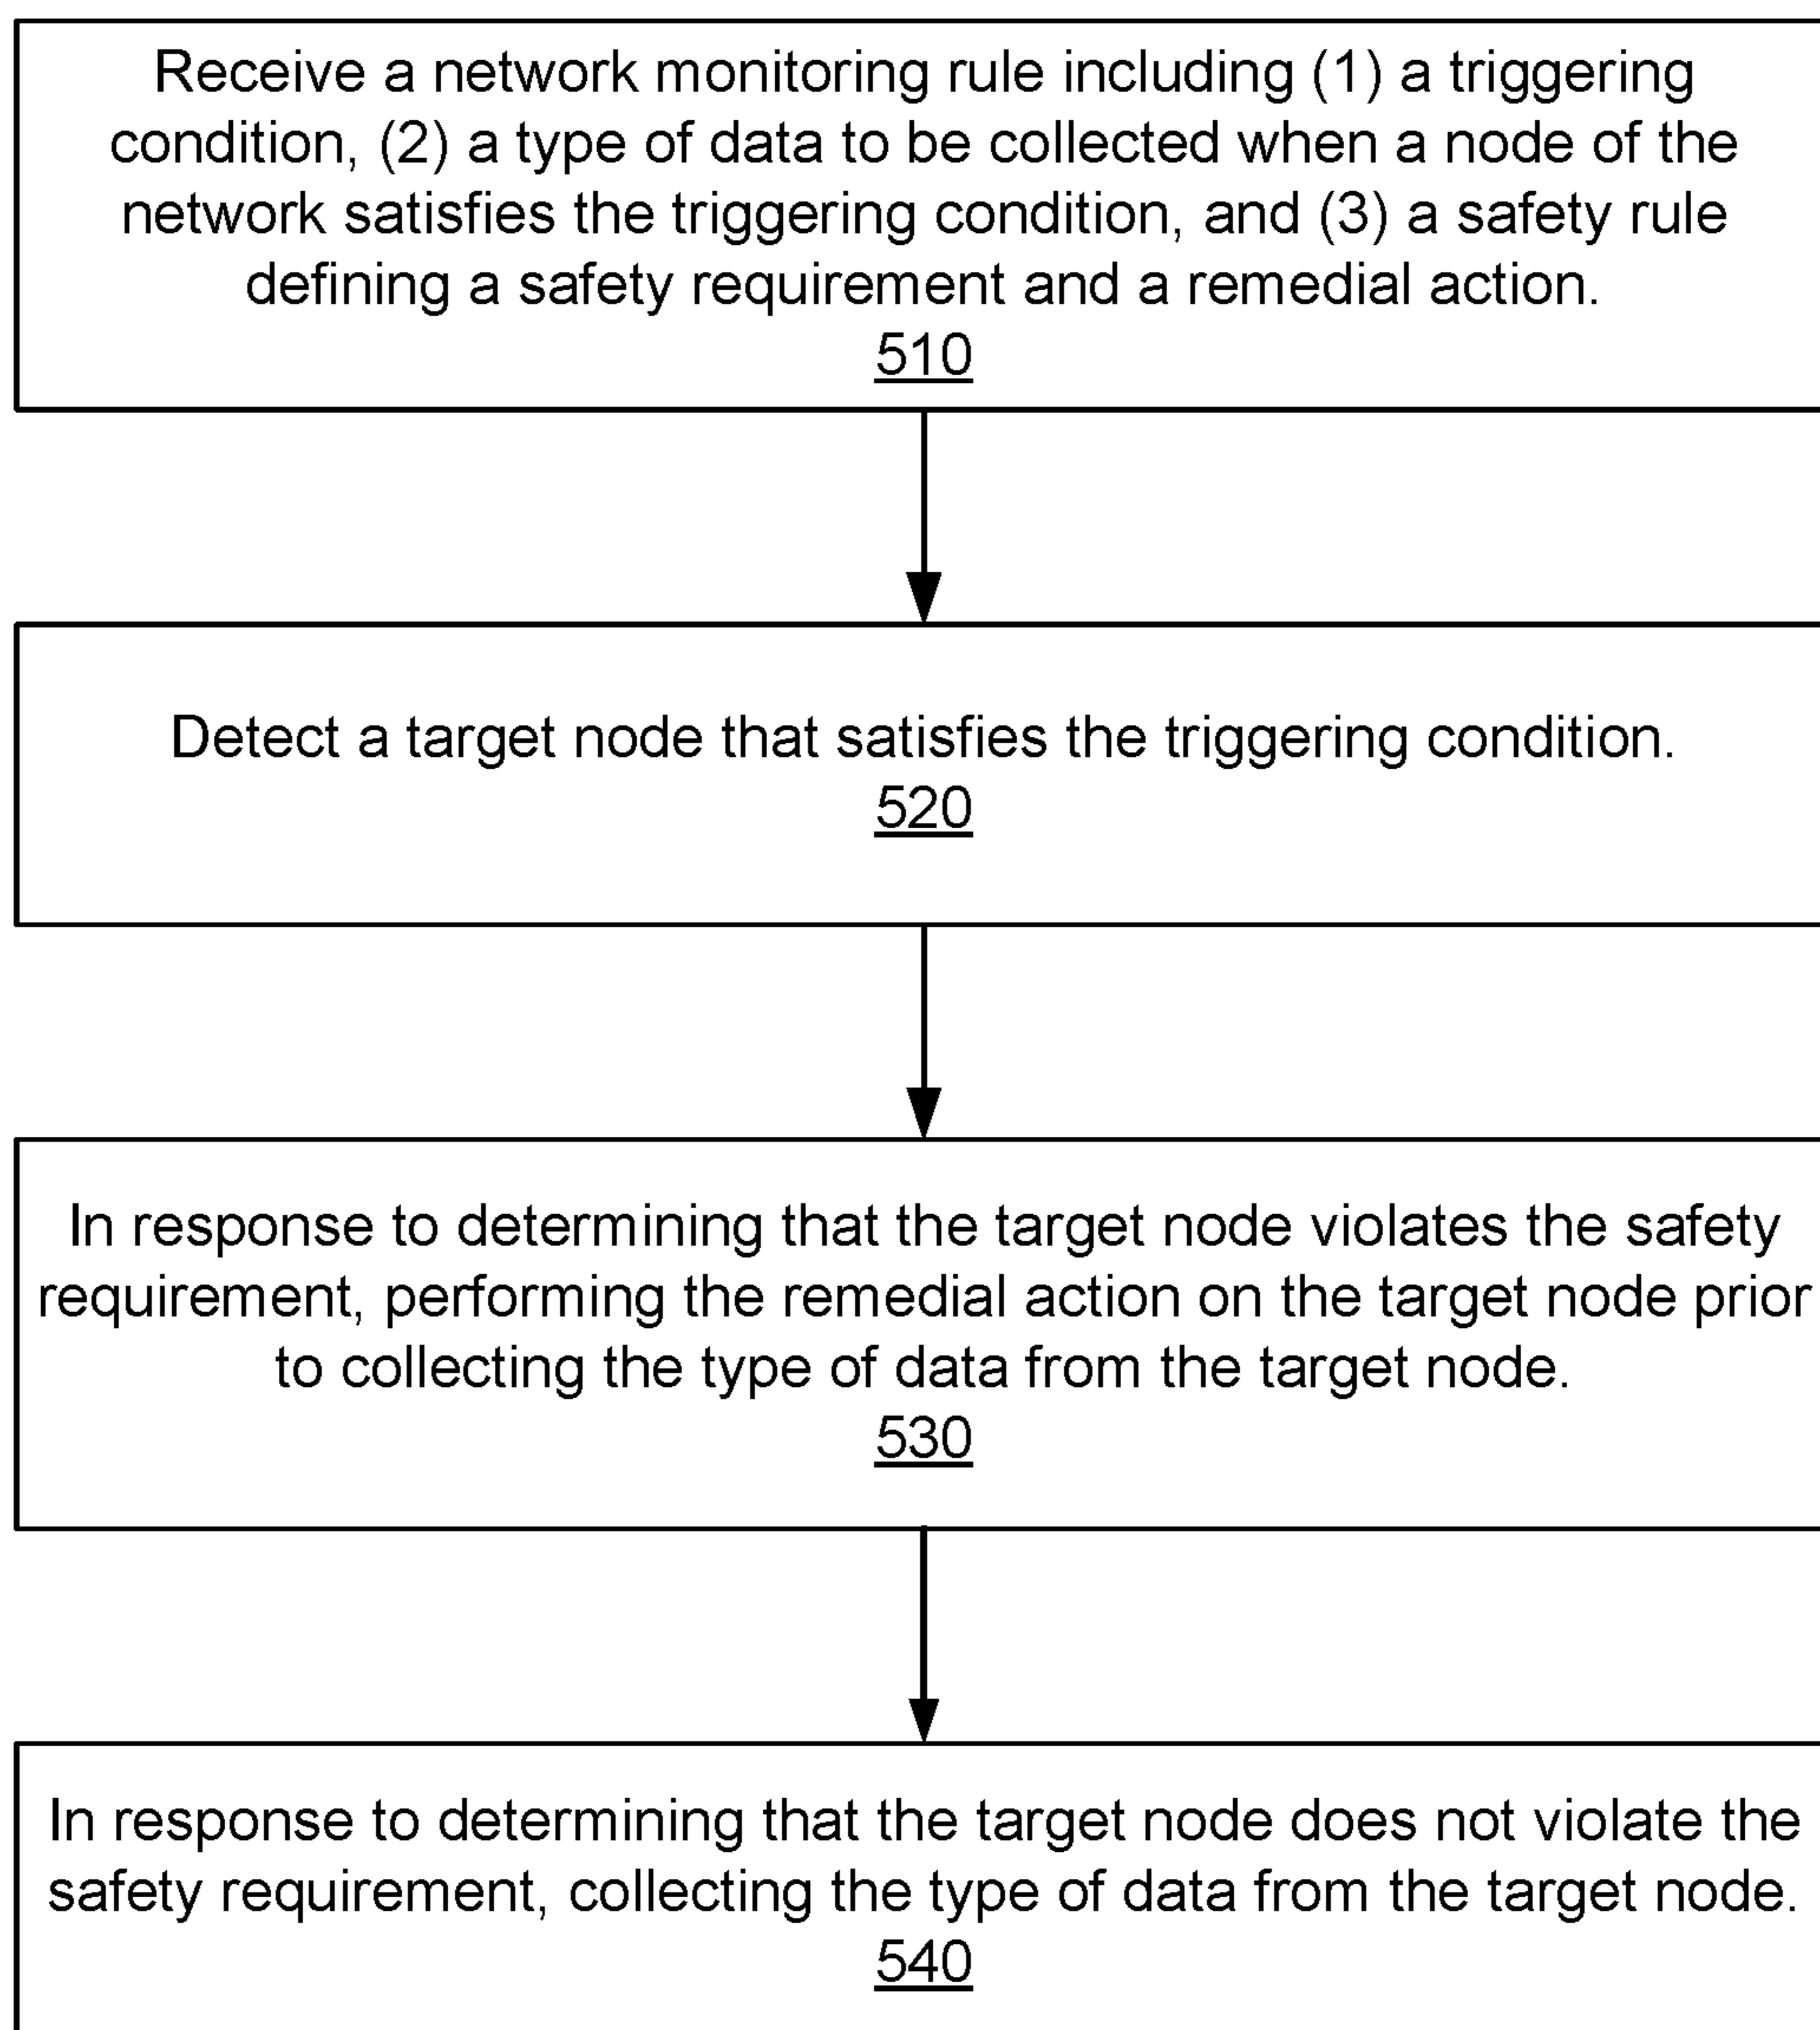 Receive a network monitoring rule including (1) a triggering
condition, (2) a type of data to be collected when a node of the
network satisfies the triggering condition, and (3) a safety rule
defining a safety requirement and a remedial action.
510
Detect a target node that satisfies the triggering condition.
520
In response to determining that the target node violates the safety
requirement, performing the remedial action on the target node prior
to collecting the type of data from the target node.
530
In response to determining that the target node does not violate the
safety requirement, collecting the type of data from the target node.
540